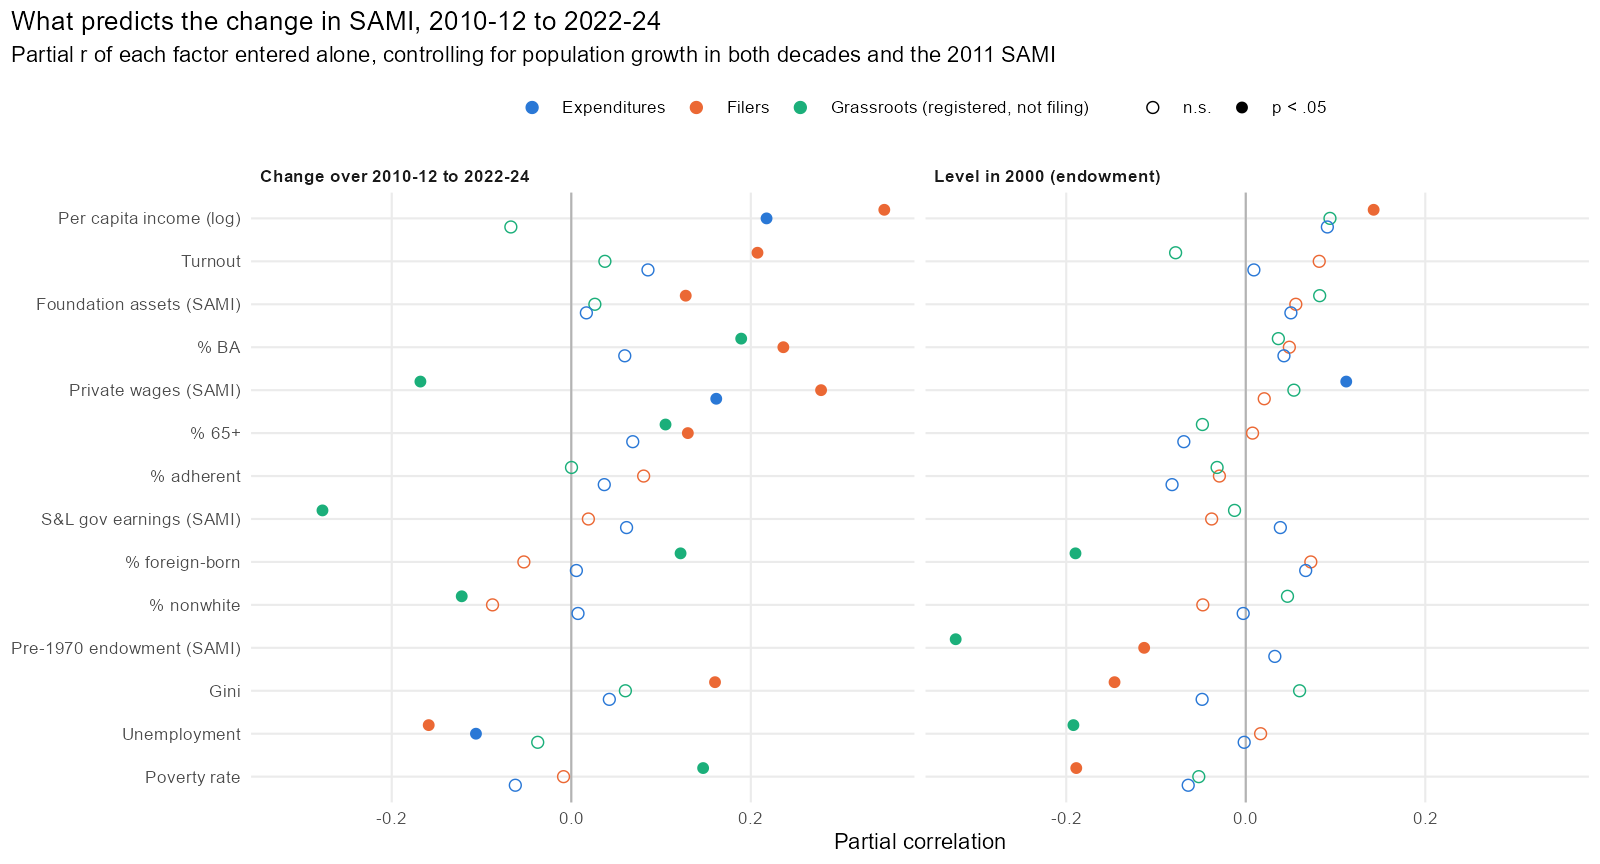 What predicts the change in SAMI, 2010-12 to 2022-24
Partial r of each factor entered alone, controlling for population growth in both decades and the 2011 SAMI
Expenditures Filers Grassroots (registered, not filing) n.s. p < .05
Change over 2010-12 to 2022-24
Level in 2000 (endowment)
Per capita income (log)
Turnout
Foundation assets (SAMI)
% BA
Private wages (SAMI)
% 65+
% adherent
S&L gov earnings (SAMI)
% foreign-born
% nonwhite
Pre-1970 endowment (SAMI)
Gini
Unemployment
Poverty rate
-0.2 0.0 0.2
-0.2 0.0 0.2
Partial correlation